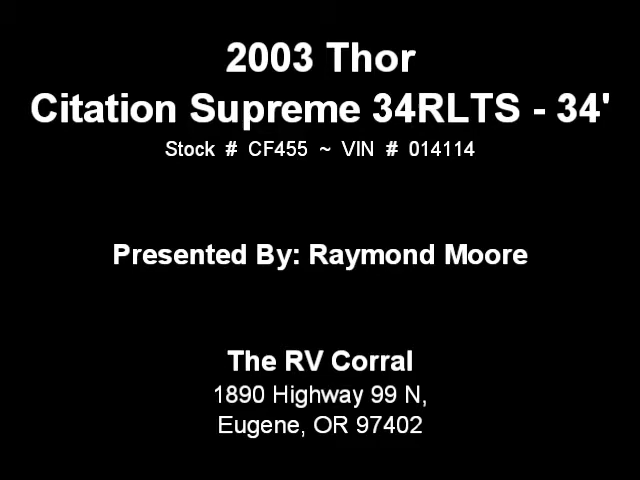 2003 Thor
Citation Supreme 34RLTS - 34'
Stock # CF455 ~ VIN # 014114
Presented By: Raymond Moore
The RV Corral
1890 Highway 99 N,
Eugene, OR 97402